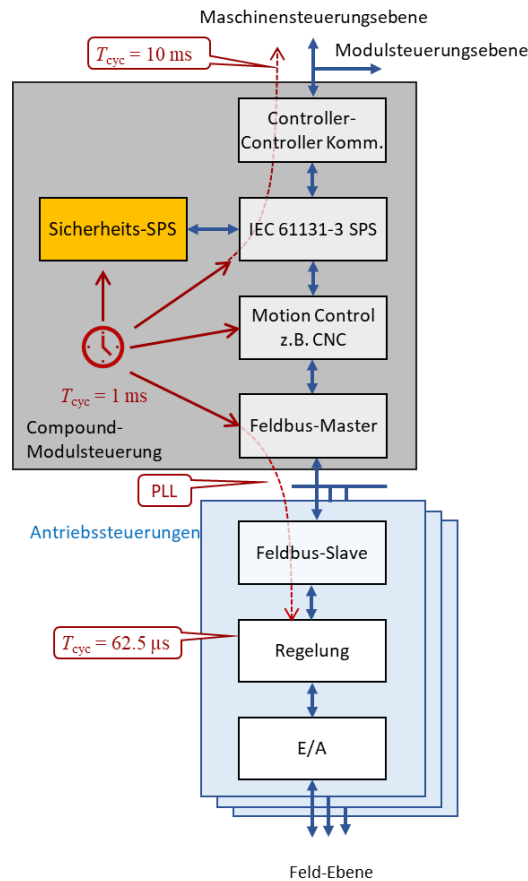 Maschinensteuerungsebene
T_cyc = 10 ms
Modulsteuerungsebene
Controller-
Controller Komm.
Sicherheits-SPS
IEC 61131-3 SPS
Motion Control
z.B. CNC
T_cyc = 1 ms
Compound-
Modulsteuerung
Feldbus-Master
PLL
Antriebssteuerungen
Feldbus-Slave
T_cyc = 62.5 µs
Regelung
E/A
Feld-Ebene